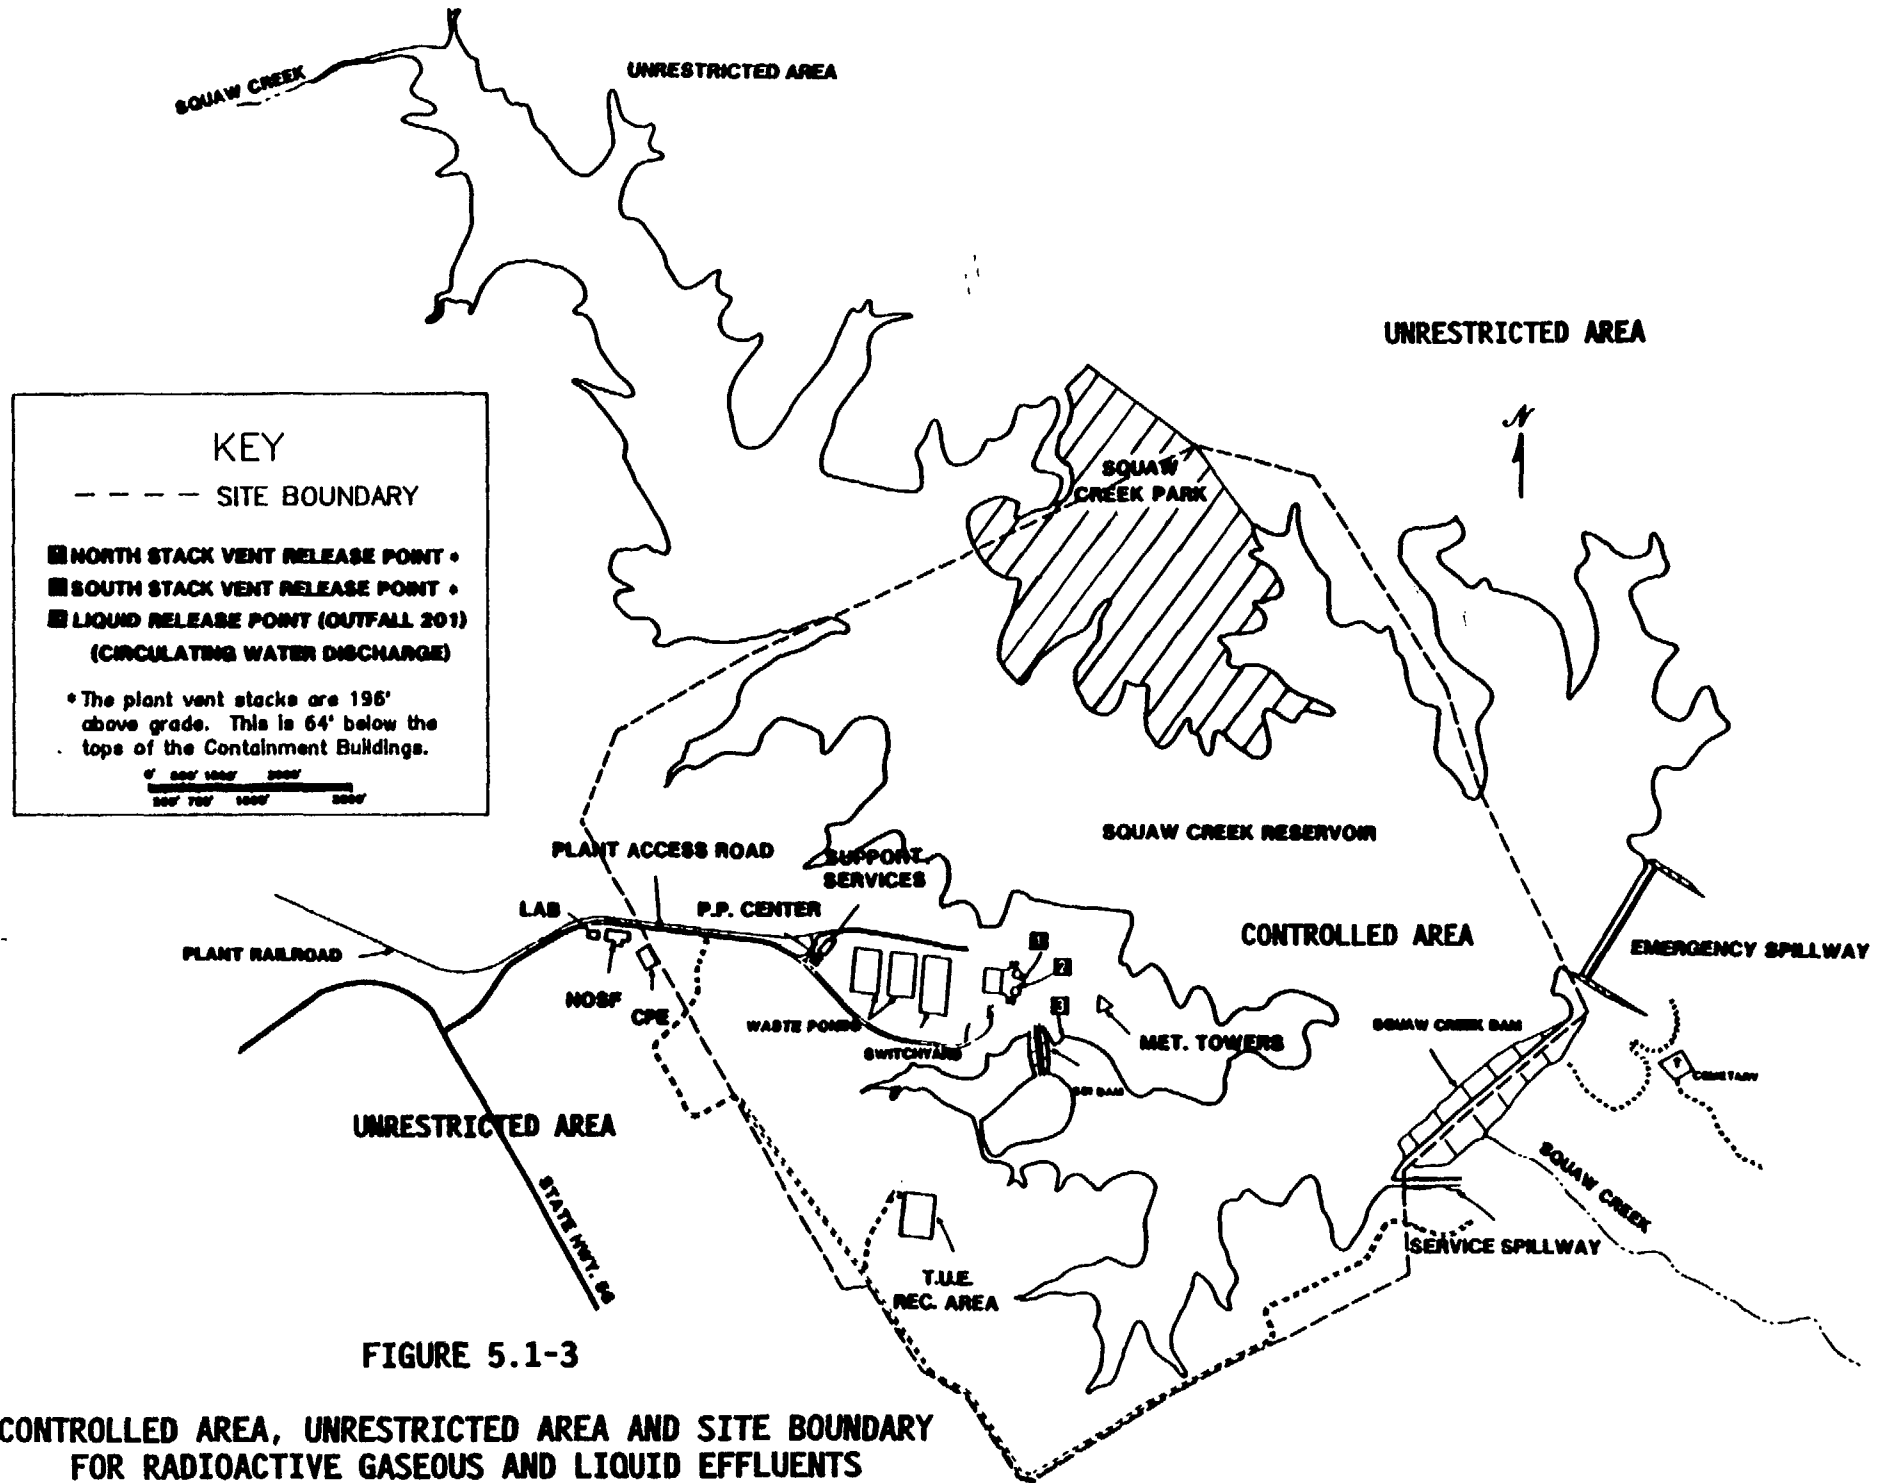 SQUAW CREEK
UNRESTRICTED AREA
UNRESTRICTED AREA
N
KEY
SITE BOUNDARY
NORTH STACK VENT RELEASE POINT *
SOUTH STACK VENT RELEASE POINT *
LIQUID RELEASE POINT (OUTFALL 201)
(CIRCULATING WATER DISCHARGE)
* The plant vent stacks are 196'
above grade. This is 64' below the
tops of the Containment Buildings.
SQUAW
CREEK PARK
SQUAW CREEK RESERVOIR
PLANT ACCESS ROAD
SUPPORT
SERVICES
LAB
P.P. CENTER
PLANT RAILROAD
CONTROLLED AREA
EMERGENCY SPILLWAY
1
2
3
NOSF
CPE
WASTE PONDS
SWITCHYARD
MET. TOWERS
SQUAW CREEK DAM
DAM
CEMETARY
UNRESTRICTED AREA
STATE HWY.
SQUAW CREEK
SERVICE SPILLWAY
T.U.E.
REC. AREA
FIGURE 5.1-3
CONTROLLED AREA, UNRESTRICTED AREA AND SITE BOUNDARY
FOR RADIOACTIVE GASEOUS AND LIQUID EFFLUENTS